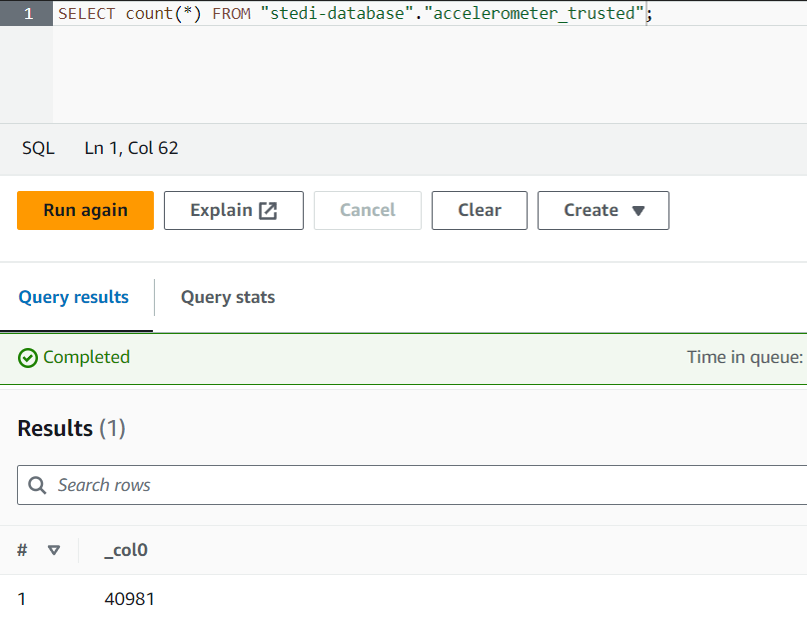 1 SELECT count(*) FROM "stedi-database"."accelerometer_trusted";
SQL Ln 1, Col 62
Run again Explain Cancel Clear Create
Query results Query stats
Completed Time in queue:
Results (1)
Search rows
# _col0
1 40981